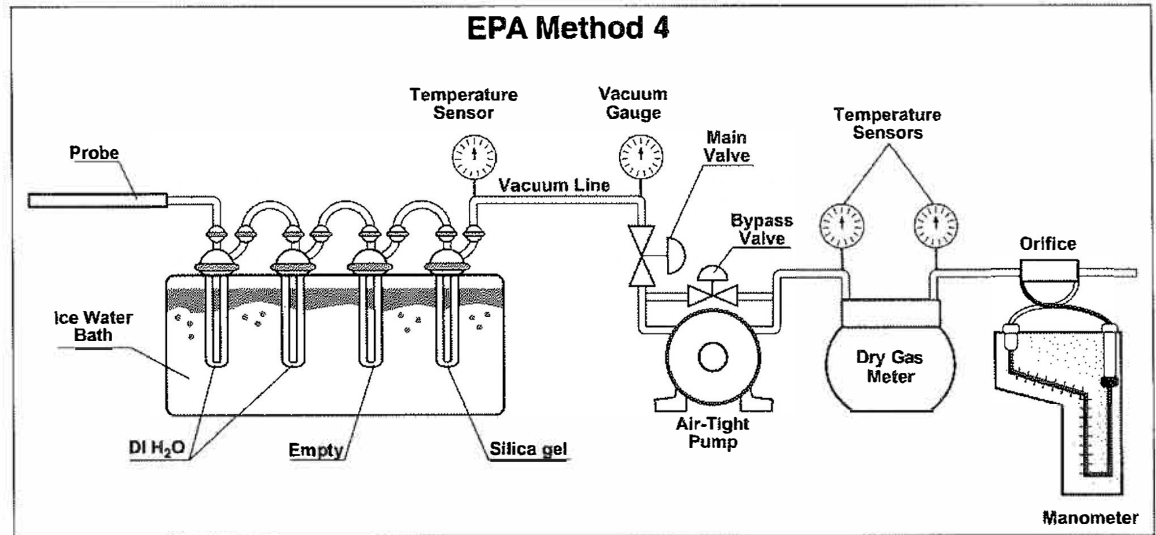 EPA Method 4
Temperature
Sensor
Vacuum
Gauge
Temperature
Sensors
Main
Valve
Probe
Vacuum Line
Bypass
Valve
Orifice
Ice Water
Bath
Dry Gas
Meter
DI H₂O
Empty
Silica gel
Air-Tight
Pump
Manometer